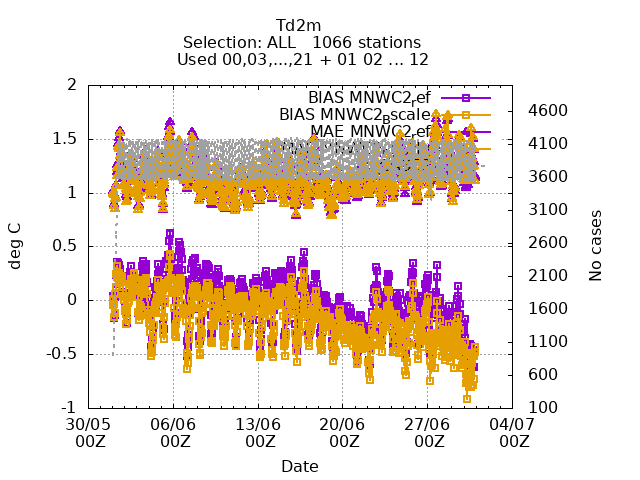 Td2m
Selection: ALL   1066 stations
Used 00,03,...,21 + 01 02 ... 12
BIAS MNWC2_ref
BIAS MNWC2_Bscale
MAE MNWC2_ref
2
1.5
1
0.5
0
-0.5
-1
deg C
4600
4100
3600
3100
2600
2100
1600
1100
600
100
No cases
30/05 06/06 13/06 20/06 27/06 04/07
00Z 00Z 00Z 00Z 00Z 00Z
Date